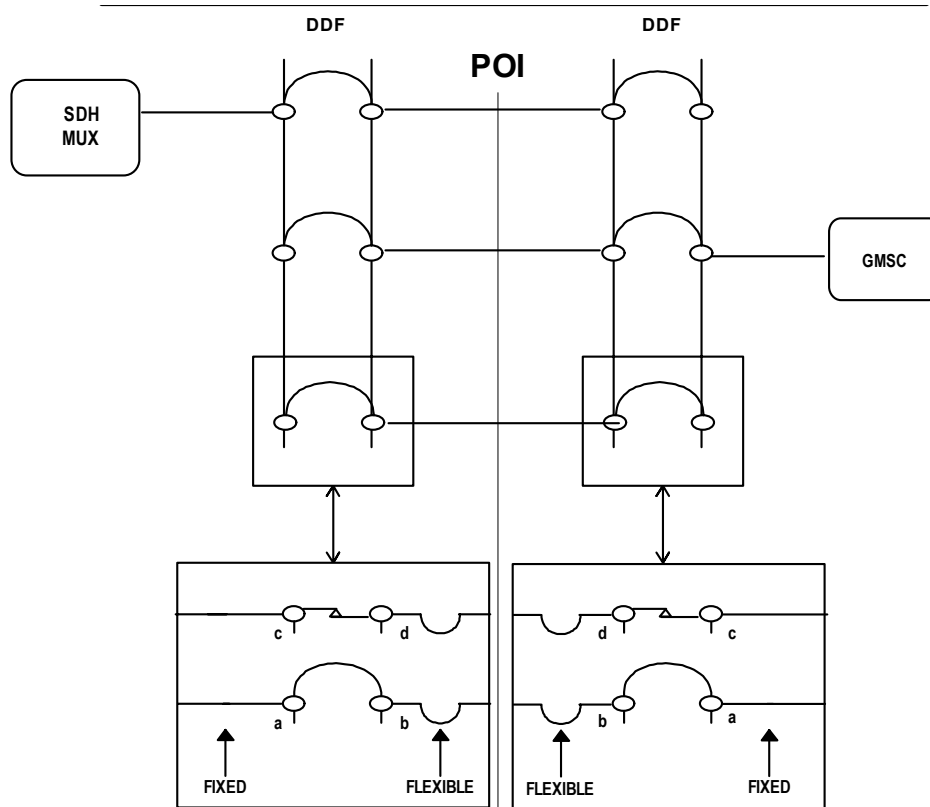 DDF DDF
POI
SDH
MUX
GMSC
c d d c
a b b a
FIXED FLEXIBLE FLEXIBLE FIXED